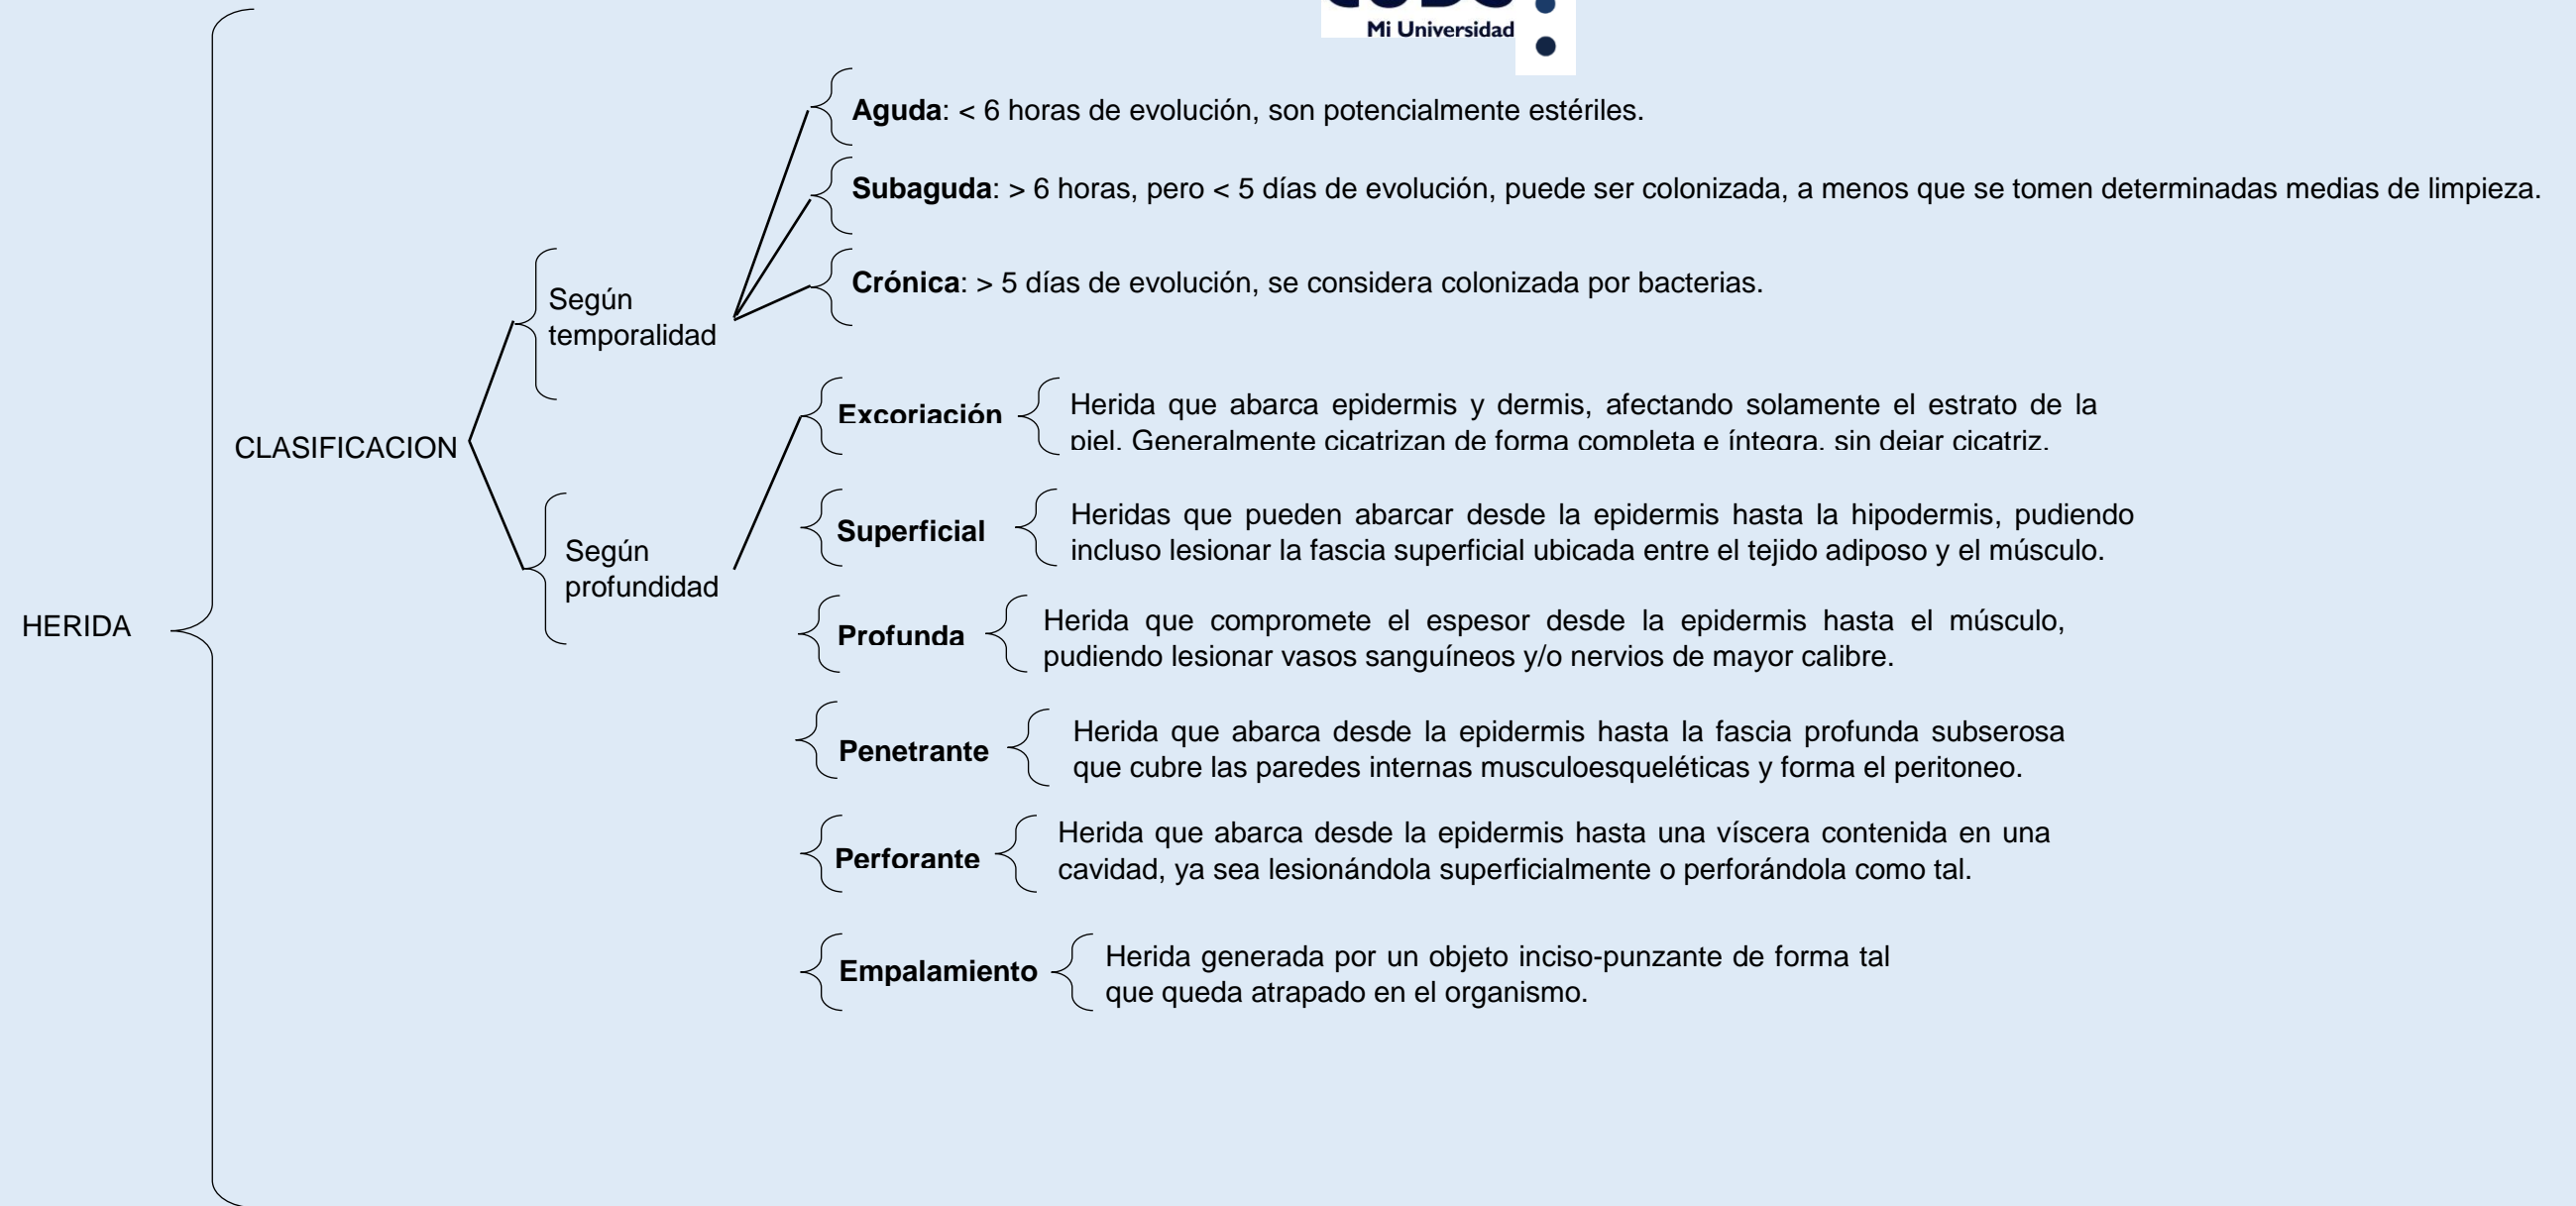 Mi Universidad
Aguda: < 6 horas de evolución, son potencialmente estériles.
Subaguda: > 6 horas, pero < 5 días de evolución, puede ser colonizada, a menos que se tomen determinadas medias de limpieza.
Crónica: > 5 días de evolución, se considera colonizada por bacterias.
Según
temporalidad
Excoriación
Herida que abarca epidermis y dermis, afectando solamente el estrato de la
piel. Generalmente cicatrizan de forma completa e íntegra, sin dejar cicatriz.
CLASIFICACION
Superficial
Heridas que pueden abarcar desde la epidermis hasta la hipodermis, pudiendo
incluso lesionar la fascia superficial ubicada entre el tejido adiposo y el músculo.
Según
profundidad
HERIDA
Profunda
Herida que compromete el espesor desde la epidermis hasta el músculo,
pudiendo lesionar vasos sanguíneos y/o nervios de mayor calibre.
Penetrante
Herida que abarca desde la epidermis hasta la fascia profunda subserosa
que cubre las paredes internas musculoesqueléticas y forma el peritoneo.
Perforante
Herida que abarca desde la epidermis hasta una víscera contenida en una
cavidad, ya sea lesionándola superficialmente o perforándola como tal.
Empalamiento
Herida generada por un objeto inciso-punzante de forma tal
que queda atrapado en el organismo.